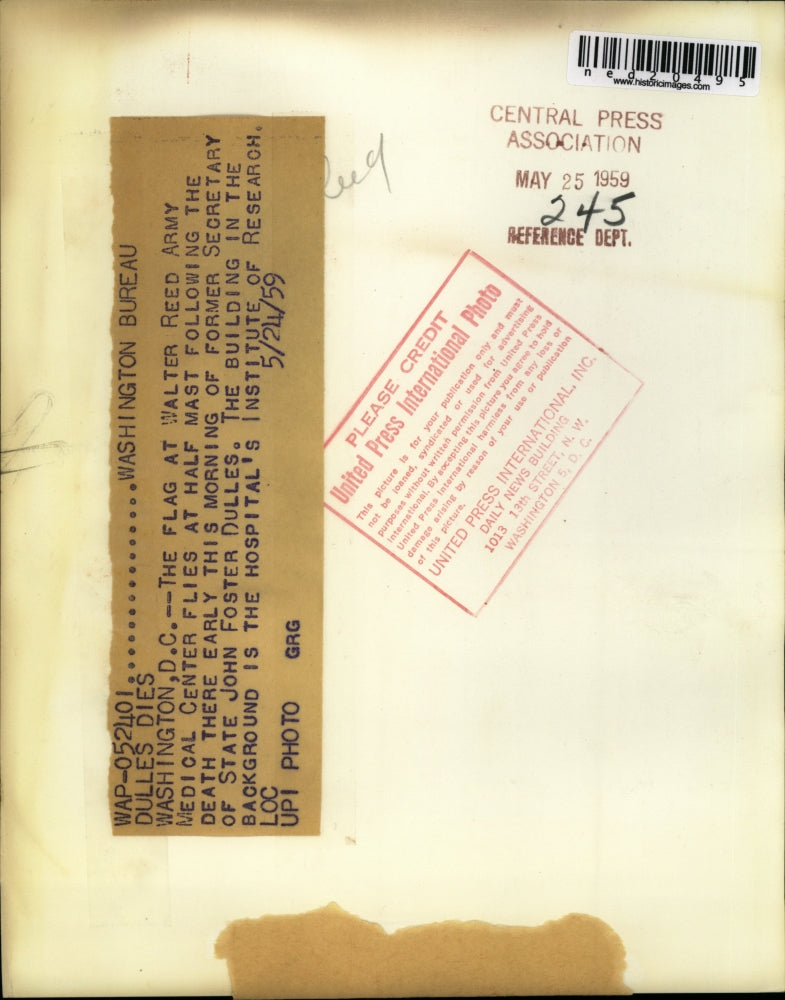 ned20495
www.historicimages.com
CENTRAL PRESS
ASSOCIATION
MAY 25 1959
245
REFERENCE DEPT.
WAP-052401...............WASHINGTON BUREAU
DULLES DIES
WASHINGTON,D.C.--THE FLAG AT WALTER REED ARMY
MEDICAL CENTER FLIES AT HALF MAST FOLLOWING THE
DEATH THERE EARLY THIS MORNING OF FORMER SECRETARY
OF STATE JOHN FOSTER DULLES. THE BUILDING IN THE
BACKGROUND IS THE HOSPITAL'S INSTITUTE OF RESEARCH.
LOC 5/24/59
UPI PHOTO GRG
PLEASE CREDIT
United Press International Photo
This picture is for your publication only and must
not be loaned, syndicated or used for advertising
purposes without written permission from United Press
International. By excepting this picture you agree to hold
United Press International harmless from any loss or
damage arising by reason of your use or publication
of this picture.
UNITED PRESS INTERNATIONAL, INC.
DAILY NEWS BUILDING
1013 13th STREET, N. W.
WASHINGTON 5, D. C.